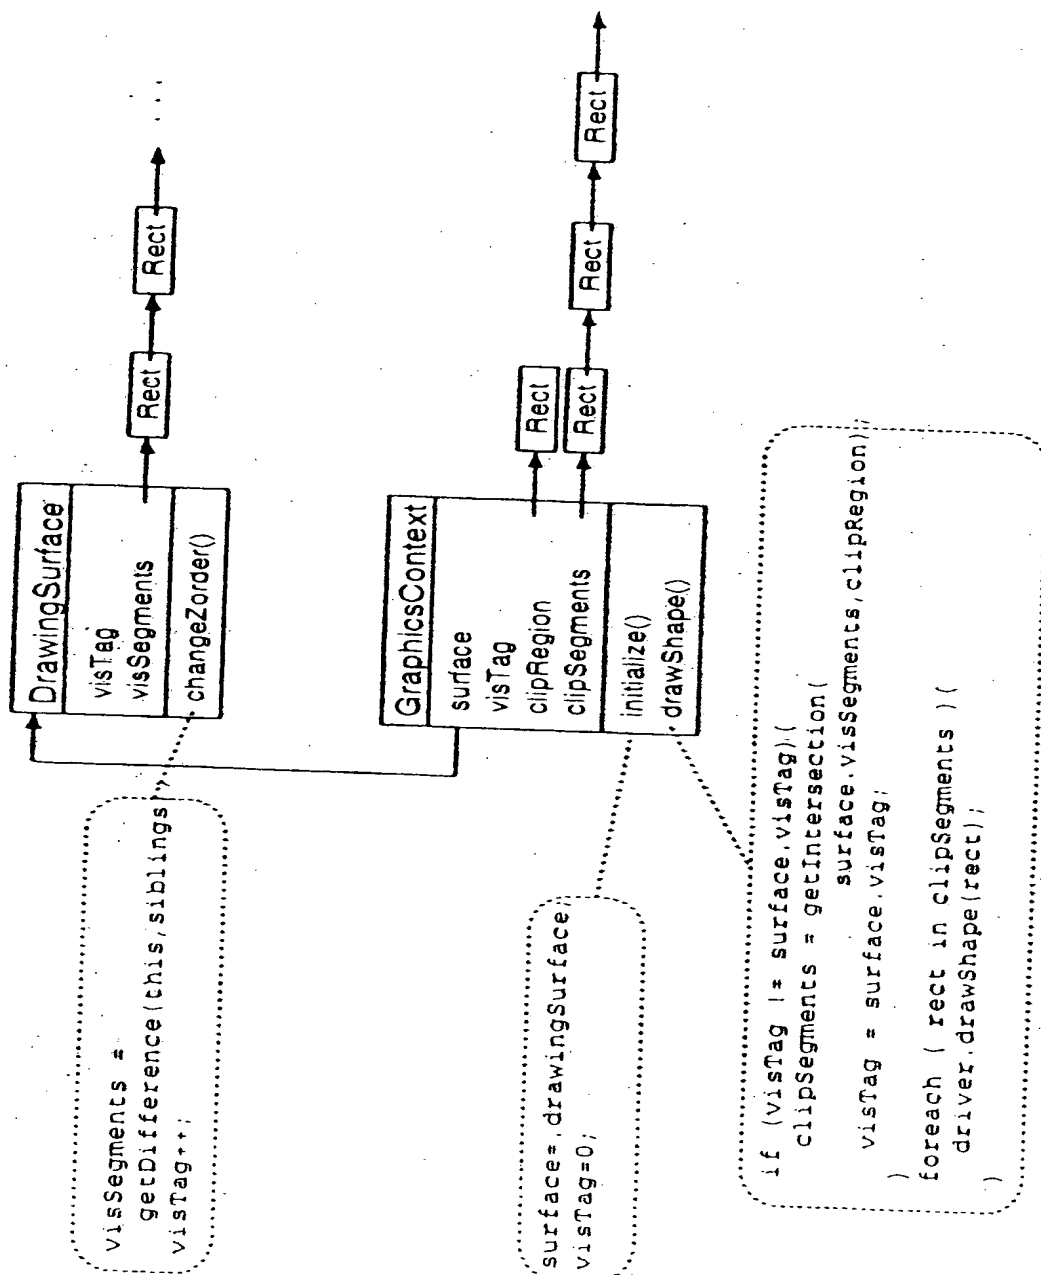 DrawingSurface
visTag
visSegments
changeZorder()
Rect
Rect
...
visSegments =
getDifference(this,siblings)
visTag++;
GraphicsContext
surface
visTag
clipRegion
clipSegments
initialize()
drawShape()
Rect
Rect
Rect
Rect
surface=.drawingSurface;
visTag=0;
if (visTag != surface.visTag){
clipSegments = getIntersection(
surface.visSegments,clipRegion);
visTag = surface.visTag;
}
foreach ( rect in clipSegments ){
driver.drawShape(rect);
}